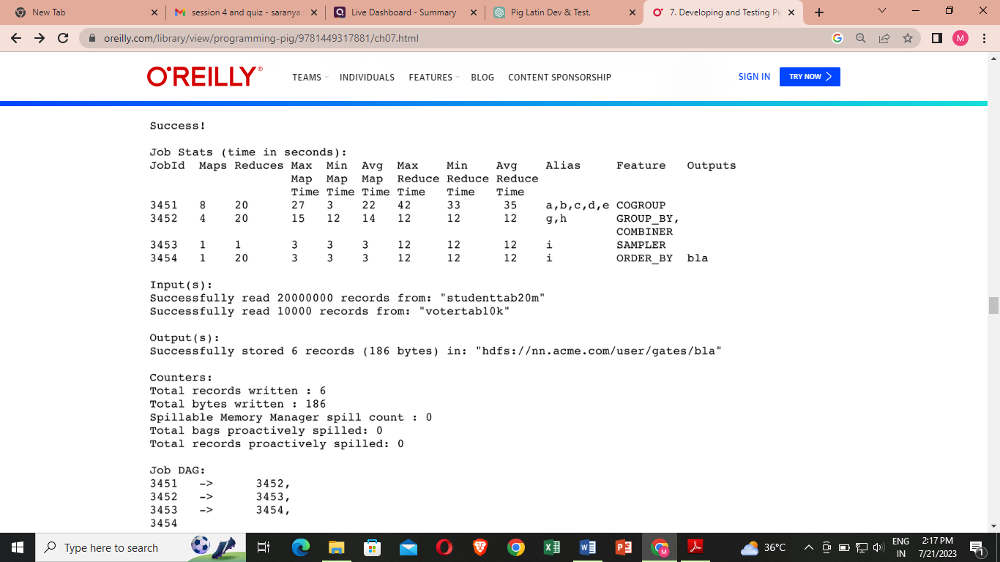 New Tab
session 4 and quiz - saranya.
Live Dashboard - Summary
Pig Latin Dev & Test.
7. Developing and Testing Pig
oreilly.com/library/view/programming-pig/9781449317881/ch07.html
M
O'REILLY®
TEAMS INDIVIDUALS FEATURES BLOG CONTENT SPONSORSHIP
SIGN IN TRY NOW
Success!
Job Stats (time in seconds):
JobId Maps Reduces Max Min Avg Max Min Avg Alias Feature Outputs
Map Map Map Reduce Reduce Reduce
Time Time Time Time Time Time
3451 8 20 27 3 22 42 33 35 a,b,c,d,e COGROUP
3452 4 20 15 12 14 12 12 12 g,h GROUP_BY,
COMBINER
3453 1 1 3 3 3 12 12 12 i SAMPLER
3454 1 20 3 3 3 12 12 12 i ORDER_BY bla
Input(s):
Successfully read 20000000 records from: "studenttab20m"
Successfully read 10000 records from: "votertab10k"
Output(s):
Successfully stored 6 records (186 bytes) in: "hdfs://nn.acme.com/user/gates/bla"
Counters:
Total records written : 6
Total bytes written : 186
Spillable Memory Manager spill count : 0
Total bags proactively spilled: 0
Total records proactively spilled: 0
Job DAG:
3451 -> 3452,
3452 -> 3453,
3453 -> 3454,
3454
Type here to search
36°C
ENG
IN
2:17 PM
7/21/2023
1